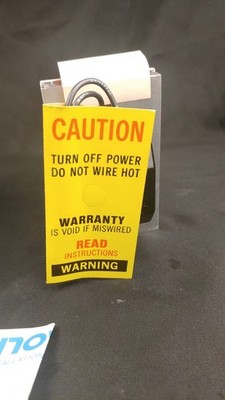 CAUTION
TURN OFF POWER
DO NOT WIRE HOT
WARRANTY
IS VOID IF MISWIRED
READ
INSTRUCTIONS
WARNING